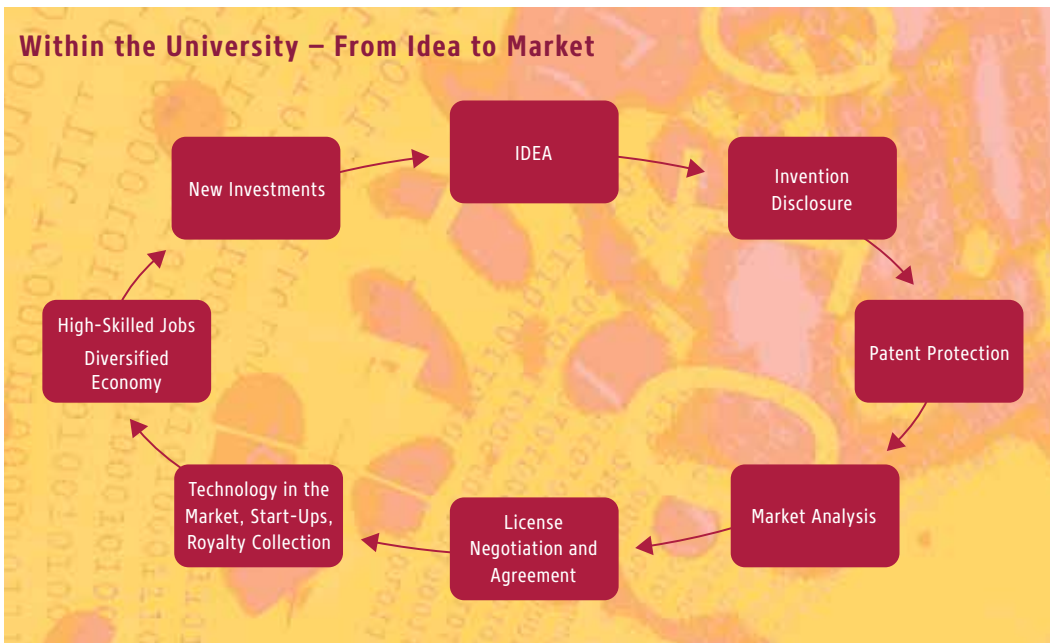 Within the University – From Idea to Market
IDEA
Invention
Disclosure
Patent Protection
Market Analysis
License
Negotiation and
Agreement
Technology in the
Market, Start-Ups,
Royalty Collection
High-Skilled Jobs
Diversified
Economy
New Investments